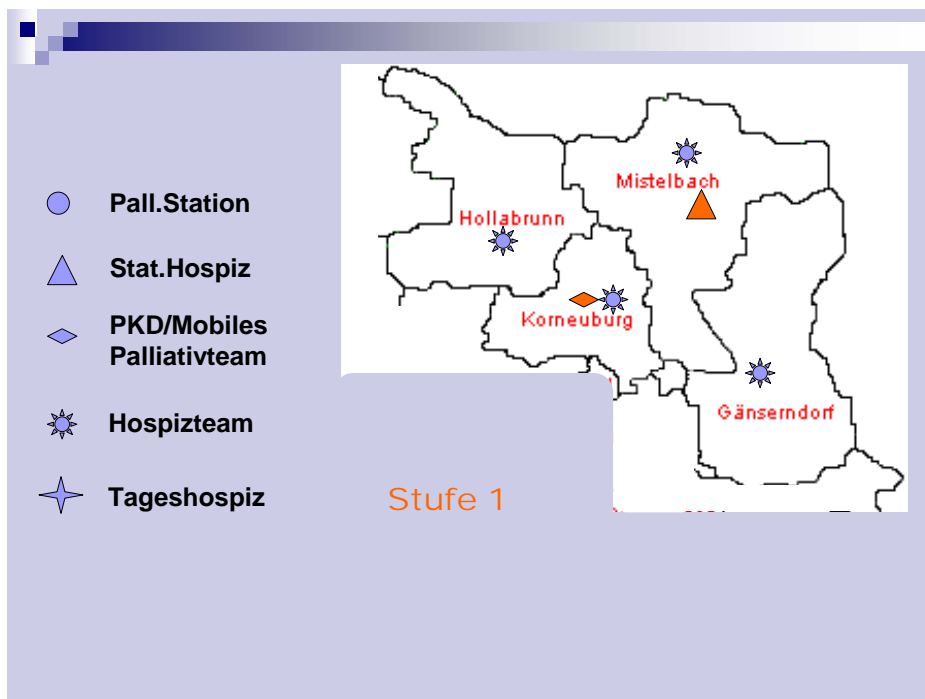 Pall.Station
Stat.Hospiz
PKD/Mobiles
Palliativteam
Hospizteam
Tageshospiz
Mistelbach
Hollabrunn
Korneuburg
Gänserndorf
Stufe 1